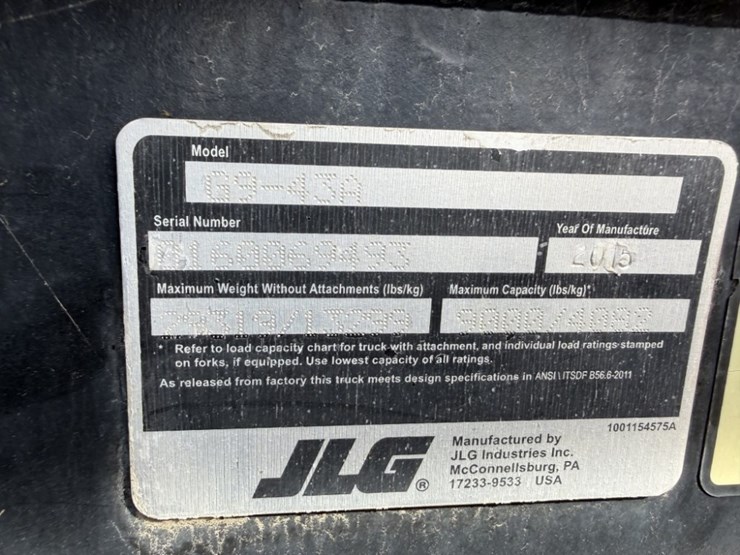 Model
G9-43A
Serial Number
Year Of Manufacture
2015
Maximum Weight Without Attachments (lbs/kg)
Maximum Capacity (lbs/kg)*
9000/4082
* Refer to load capacity chart for truck with attachment, and individual load ratings stamped
on forks, if equipped. Use lowest capacity of all ratings.
As released from factory this truck meets design specifications in ANSI \ ITSDF B56.6-2011
1001154575A
JLG®
Manufactured by
JLG Industries Inc.
McConnellsburg, PA
17233-9533 USA